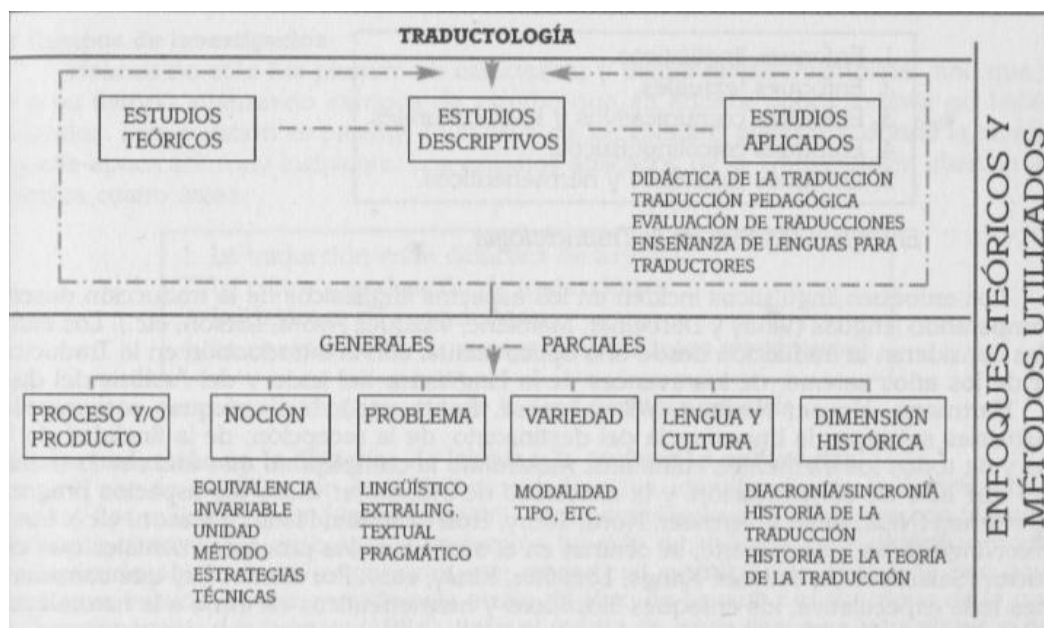 TRADUCTOLOGÍA
ESTUDIOS
TEÓRICOS
ESTUDIOS
DESCRIPTIVOS
ESTUDIOS
APLICADOS
DIDÁCTICA DE LA TRADUCCIÓN
TRADUCCIÓN PEDAGÓGICA
EVALUACIÓN DE TRADUCCIONES
ENSEÑANZA DE LENGUAS PARA
TRADUCTORES
GENERALES
PARCIALES
PROCESO Y/O
PRODUCTO
NOCIÓN
PROBLEMA
VARIEDAD
LENGUA Y
CULTURA
DIMENSIÓN
HISTÓRICA
EQUIVALENCIA
INVARIABLE
UNIDAD
MÉTODO
ESTRATEGIAS
TÉCNICAS
LINGÜÍSTICO
EXTRALING.
TEXTUAL
PRAGMÁTICO
MODALIDAD
TIPO, ETC.
DIACRONÍA/SINCRONÍA
HISTORIA DE LA
TRADUCCIÓN
HISTORIA DE LA TEORÍA
DE LA TRADUCCIÓN
ENFOQUES TEÓRICOS Y
MÉTODOS UTILIZADOS